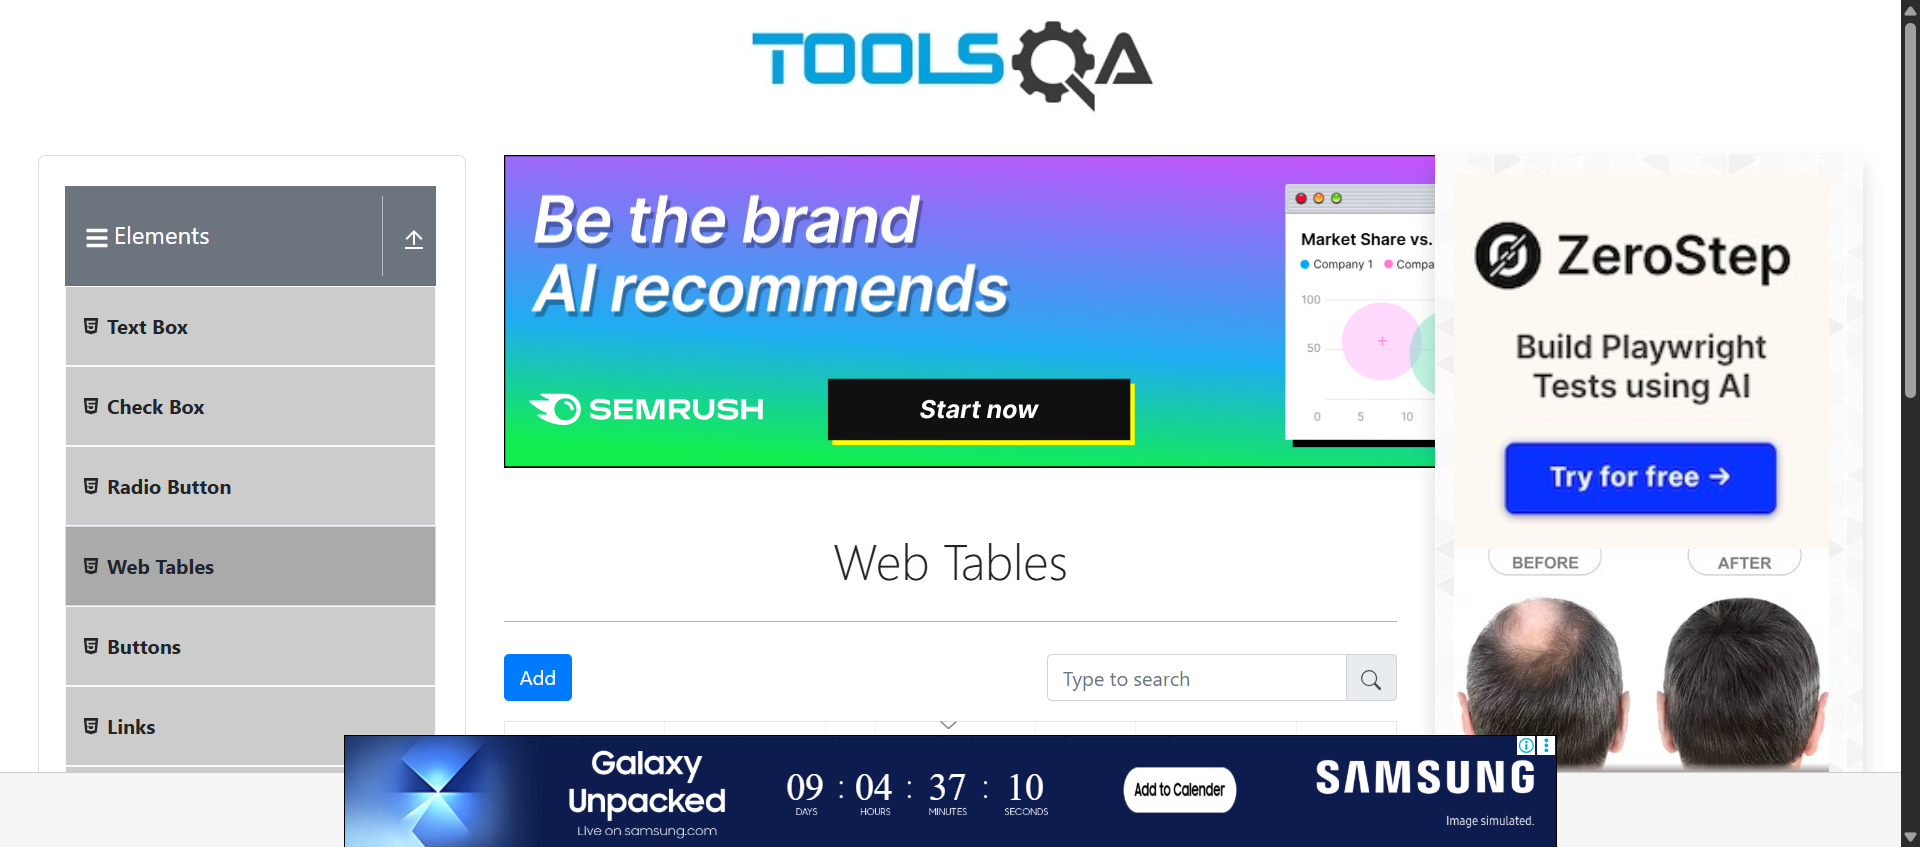 TOOLSQA
Elements
Text Box
Check Box
Radio Button
Web Tables
Buttons
Links
Be the brand
AI recommends
SEMRUSH
Start now
Market Share vs.
Company 1
Compa
100
50
0
5
10
ZeroStep
Build Playwright
Tests using AI
Try for free →
BEFORE
AFTER
Web Tables
Add
Type to search
Galaxy
Unpacked
Live on samsung.com
09 : 04 : 37 : 10
DAYS HOURS MINUTES SECONDS
Add to Calender
SAMSUNG
Image simulated.